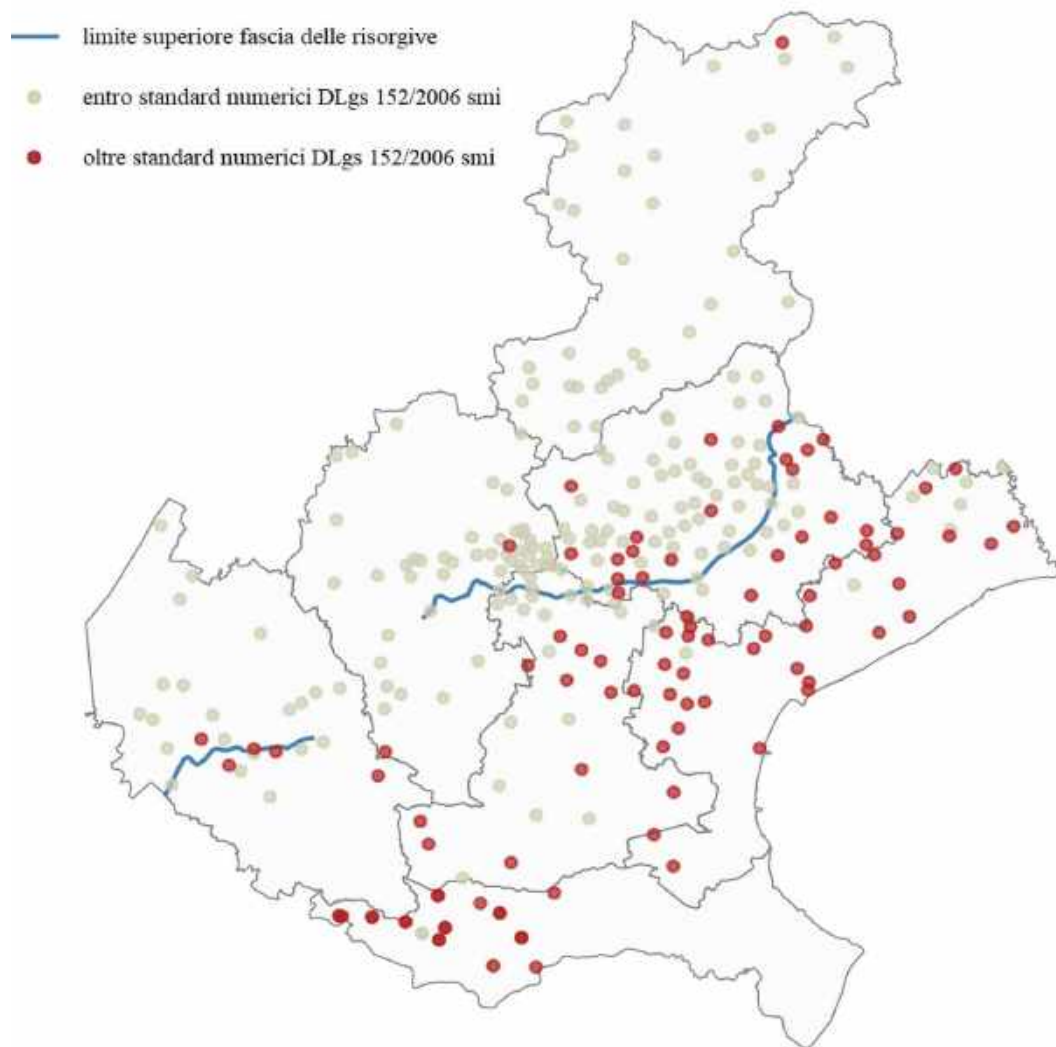 limite superiore fascia delle risorgive
entro standard numerici DLgs 152/2006 smi
oltre standard numerici DLgs 152/2006 smi